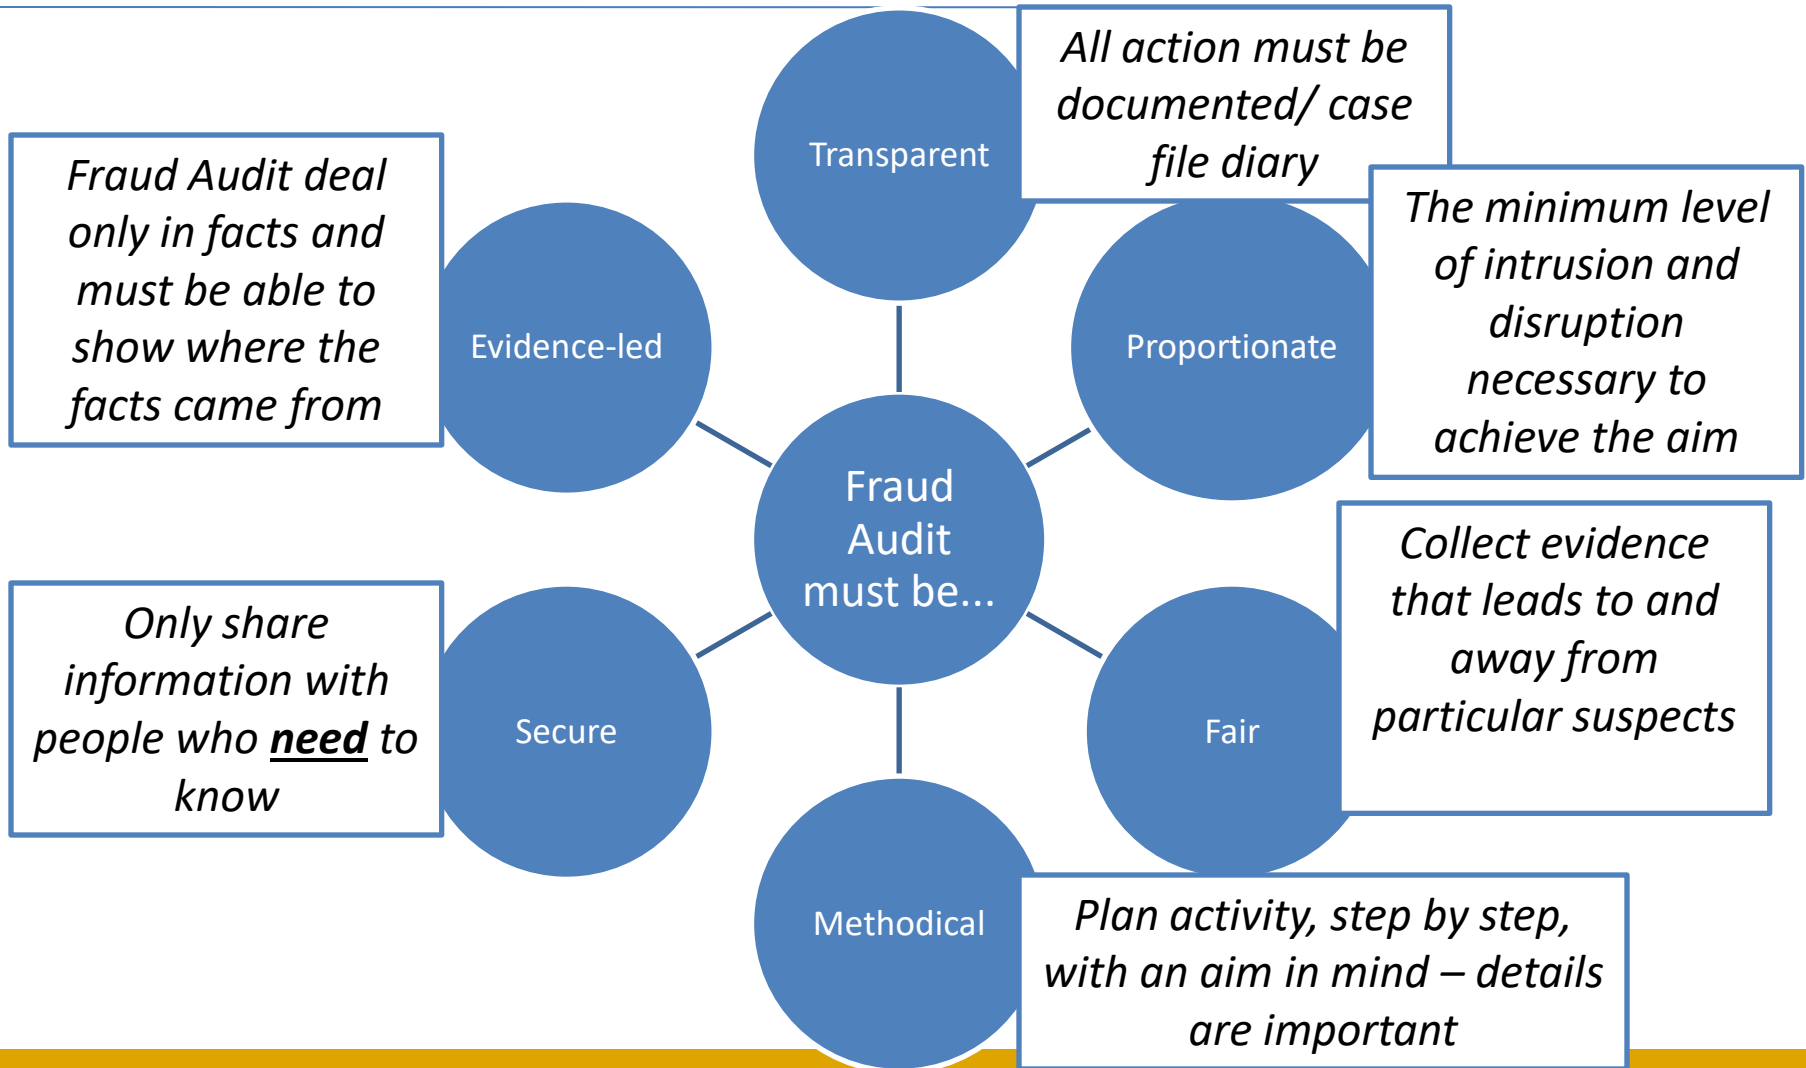 Transparent
All action must be
documented/ case
file diary
Proportionate
The minimum level
of intrusion and
disruption
necessary to
achieve the aim
Fair
Collect evidence
that leads to and
away from
particular suspects
Methodical
Plan activity, step by step,
with an aim in mind – details
are important
Secure
Only share
information with
people who need to
know
Evidence-led
Fraud Audit deal
only in facts and
must be able to
show where the
facts came from
Fraud
Audit
must be...